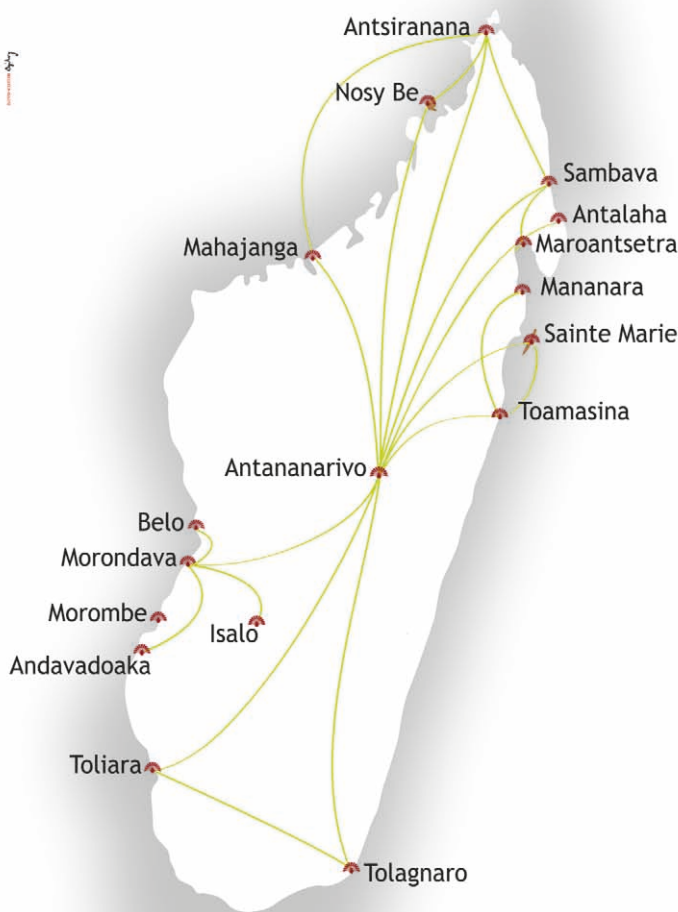 Antsiranana
Nosy Be
Sambava
Antalaha
Maroantsetra
Mahajanga
Mananara
Sainte Marie
Toamasina
Antananarivo
Belo
Morondava
Morombe
Isalo
Andavadoaka
Toliara
Tolagnaro